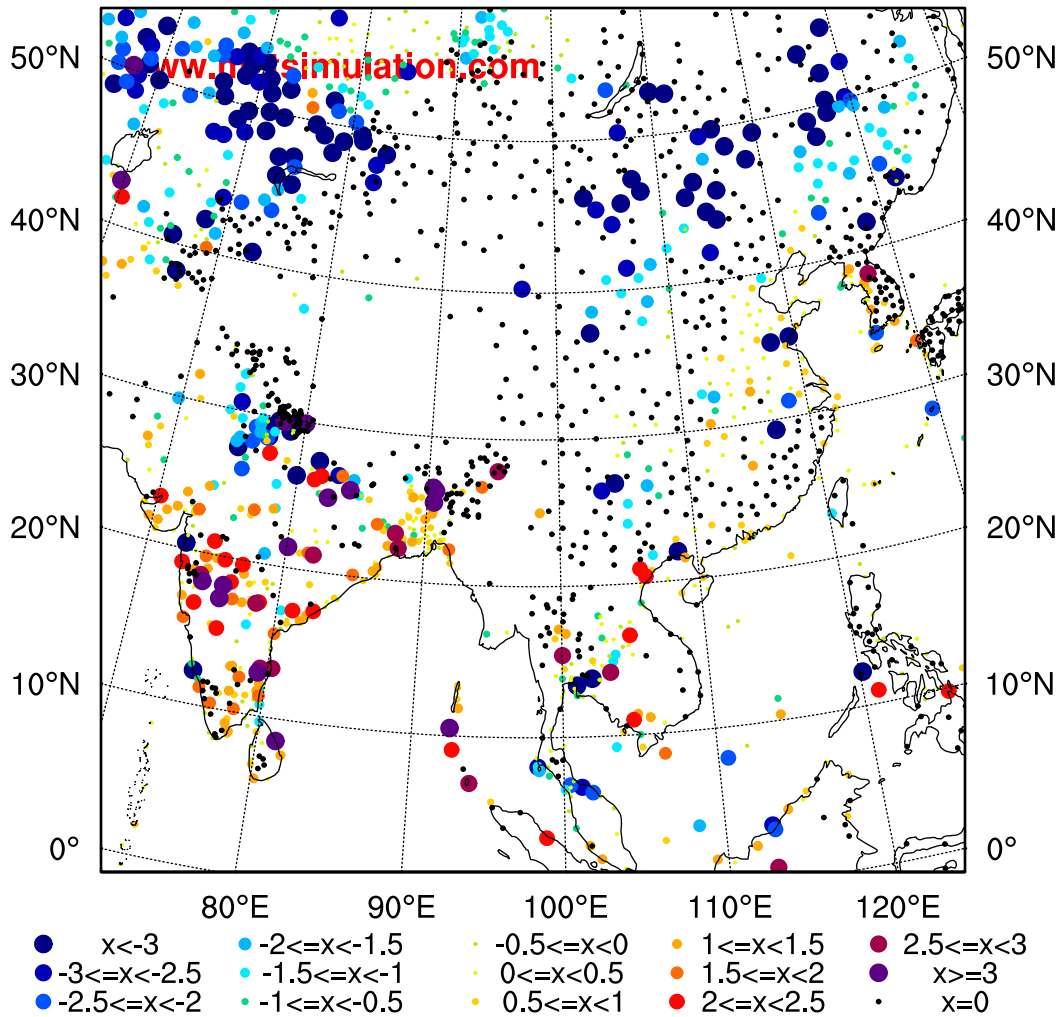 50°N 50°N
www.nwpsimulation.com
40°N 40°N
30°N 30°N
20°N 20°N
10°N 10°N
0° 0°
80°E 90°E 100°E 110°E 120°E
x<-3 -2<=x<-1.5 -0.5<=x<0 1<=x<1.5 2.5<=x<3
-3<=x<-2.5 -1.5<=x<-1 0<=x<0.5 1.5<=x<2 x>=3
-2.5<=x<-2 -1<=x<-0.5 0.5<=x<1 2<=x<2.5 x=0